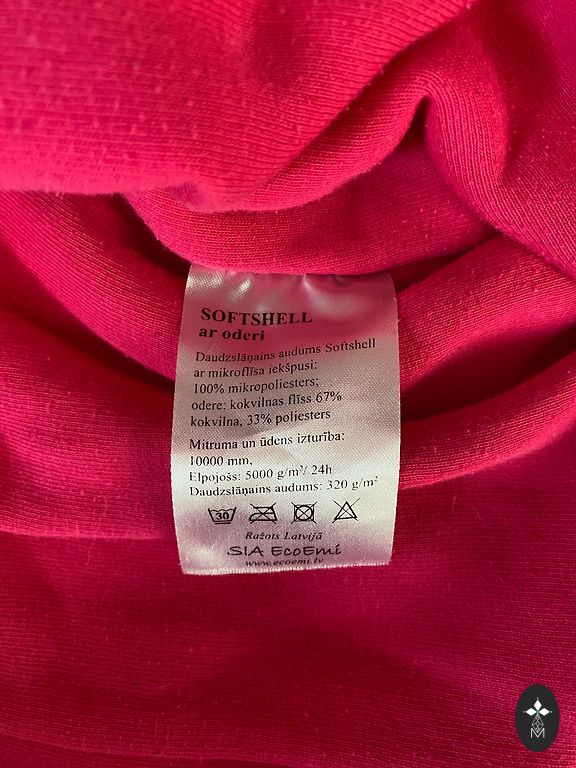 SOFTSHELL
ar oderi
Daudzslāņains audums Softshell
ar mikroflīsa iekšpusi:
100% mikropoliesters;
odere: kokvilnas flīss 67%
kokvilna, 33% poliesters
Mitruma un ūdens izturība:
10000 mm,
Elpojošs: 5000 g/m²/ 24h
Daudzslāņains audums: 320 g/m²
30
Ražots Latvijā
SIA EcoEmi
www.ecoemi.lv
M